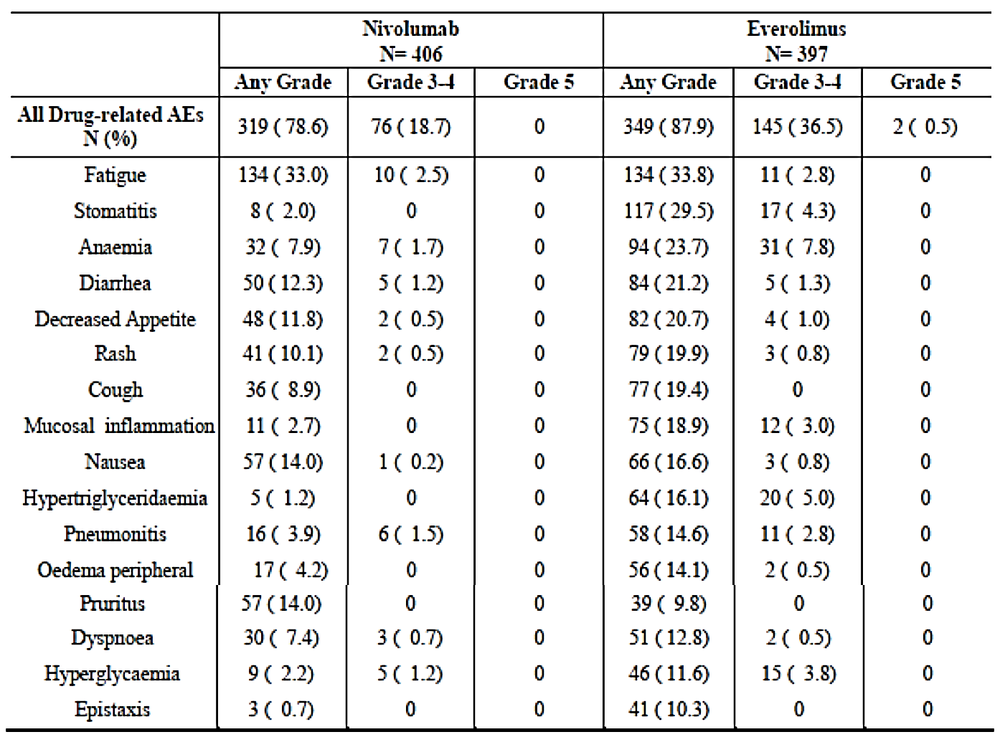 Nivolumab Everolimus
N= 406 N= 397
Any Grade Grade 3-4 Grade 5 Any Grade Grade 3-4 Grade 5
All Drug-related AEs
N (%) 319 ( 78.6) 76 ( 18.7) 0 349 ( 87.9) 145 ( 36.5) 2 ( 0.5)
Fatigue 134 ( 33.0) 10 ( 2.5) 0 134 ( 33.8) 11 ( 2.8) 0
Stomatitis 8 ( 2.0) 0 0 117 ( 29.5) 17 ( 4.3) 0
Anaemia 32 ( 7.9) 7 ( 1.7) 0 94 ( 23.7) 31 ( 7.8) 0
Diarrhea 50 ( 12.3) 5 ( 1.2) 0 84 ( 21.2) 5 ( 1.3) 0
Decreased Appetite 48 ( 11.8) 2 ( 0.5) 0 82 ( 20.7) 4 ( 1.0) 0
Rash 41 ( 10.1) 2 ( 0.5) 0 79 ( 19.9) 3 ( 0.8) 0
Cough 36 ( 8.9) 0 0 77 ( 19.4) 0 0
Mucosal inflammation 11 ( 2.7) 0 0 75 ( 18.9) 12 ( 3.0) 0
Nausea 57 ( 14.0) 1 ( 0.2) 0 66 ( 16.6) 3 ( 0.8) 0
Hypertriglyceridaemia 5 ( 1.2) 0 0 64 ( 16.1) 20 ( 5.0) 0
Pneumonitis 16 ( 3.9) 6 ( 1.5) 0 58 ( 14.6) 11 ( 2.8) 0
Oedema peripheral 17 ( 4.2) 0 0 56 ( 14.1) 2 ( 0.5) 0
Pruritus 57 ( 14.0) 0 0 39 ( 9.8) 0 0
Dyspnoea 30 ( 7.4) 3 ( 0.7) 0 51 ( 12.8) 2 ( 0.5) 0
Hyperglycaemia 9 ( 2.2) 5 ( 1.2) 0 46 ( 11.6) 15 ( 3.8) 0
Epistaxis 3 ( 0.7) 0 0 41 ( 10.3) 0 0